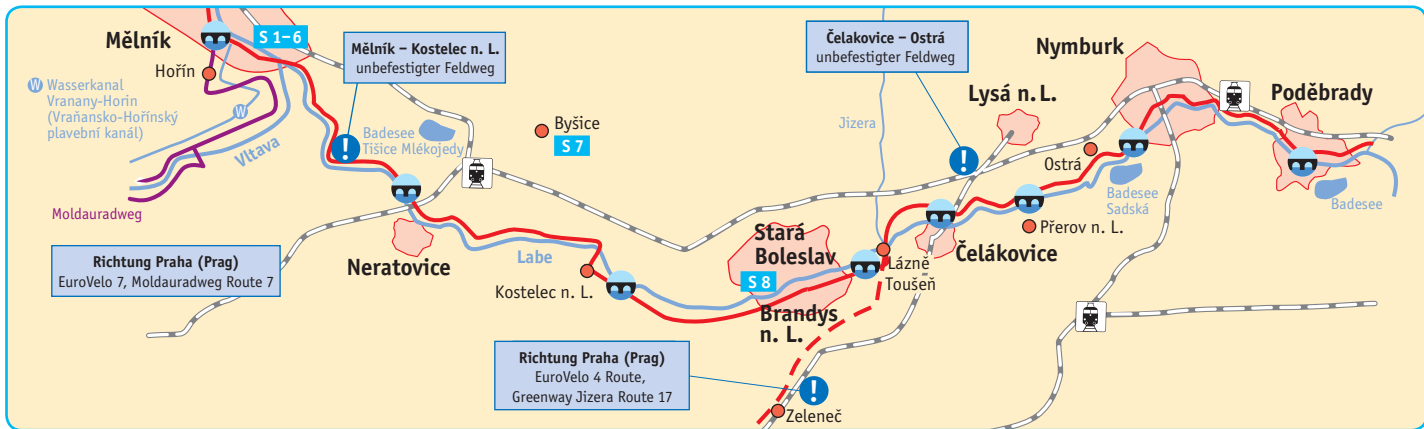 Mělník
S 1–6
Hořín
W Wasserkanal
Vranany-Horin
(Vraňansko-Hořínský
plavební kanál)
W
Vltava
Moldauradweg
Mělník – Kostelec n. L.
unbefestigter Feldweg
!
Badesee
Tišice Mlékojedy
Byšice
S 7
Richtung Praha (Prag)
EuroVelo 7, Moldauradweg Route 7
Neratovice
Labe
Kostelec n. L.
Stará
Boleslav
S 8
Brandys
n. L.
Richtung Praha (Prag)
EuroVelo 4 Route,
Greenway Jizera Route 17
!
Zeleneč
Čelakovice – Ostrá
unbefestigter Feldweg
!
Jizera
Lysá n. L.
Lázně
Toušeň
Čelákovice
Přerov n. L.
Ostrá
Badesee
Sadská
Nymburk
Poděbrady
Badesee